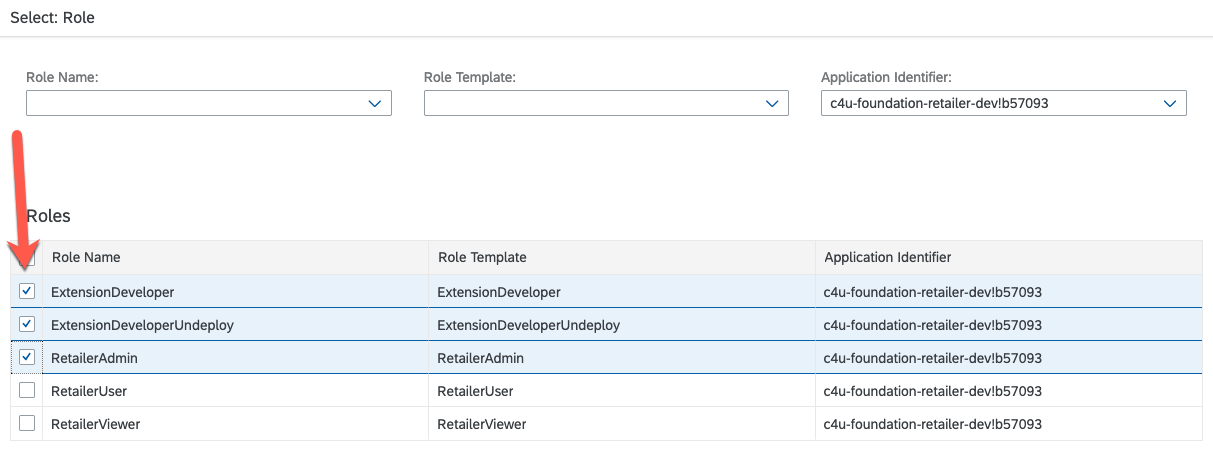 Select: Role
Role Name: Role Template: Application Identifier:
c4u-foundation-retailer-dev!b57093
Roles
Role Name Role Template Application Identifier
ExtensionDeveloper ExtensionDeveloper c4u-foundation-retailer-dev!b57093
ExtensionDeveloperUndeploy ExtensionDeveloperUndeploy c4u-foundation-retailer-dev!b57093
RetailerAdmin RetailerAdmin c4u-foundation-retailer-dev!b57093
RetailerUser RetailerUser c4u-foundation-retailer-dev!b57093
RetailerViewer RetailerViewer c4u-foundation-retailer-dev!b57093